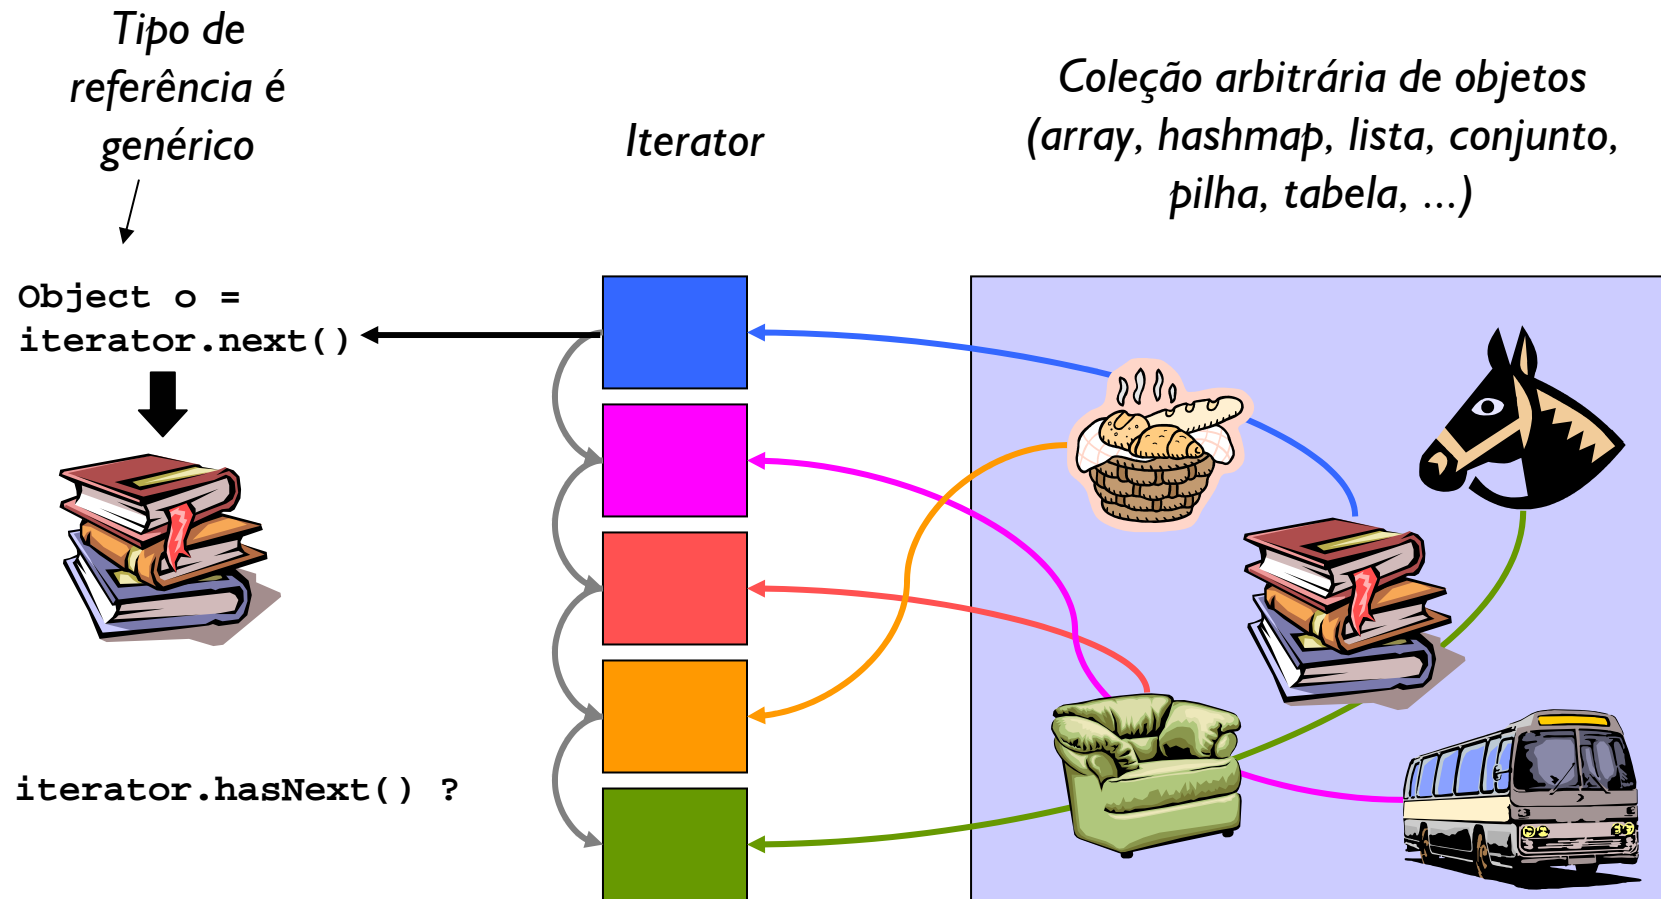 Tipo de
referência é
genérico
Iterator
Coleção arbitrária de objetos
(array, hashmap, lista, conjunto,
pilha, tabela, ...)
Object o =
iterator.next()
iterator.hasNext() ?